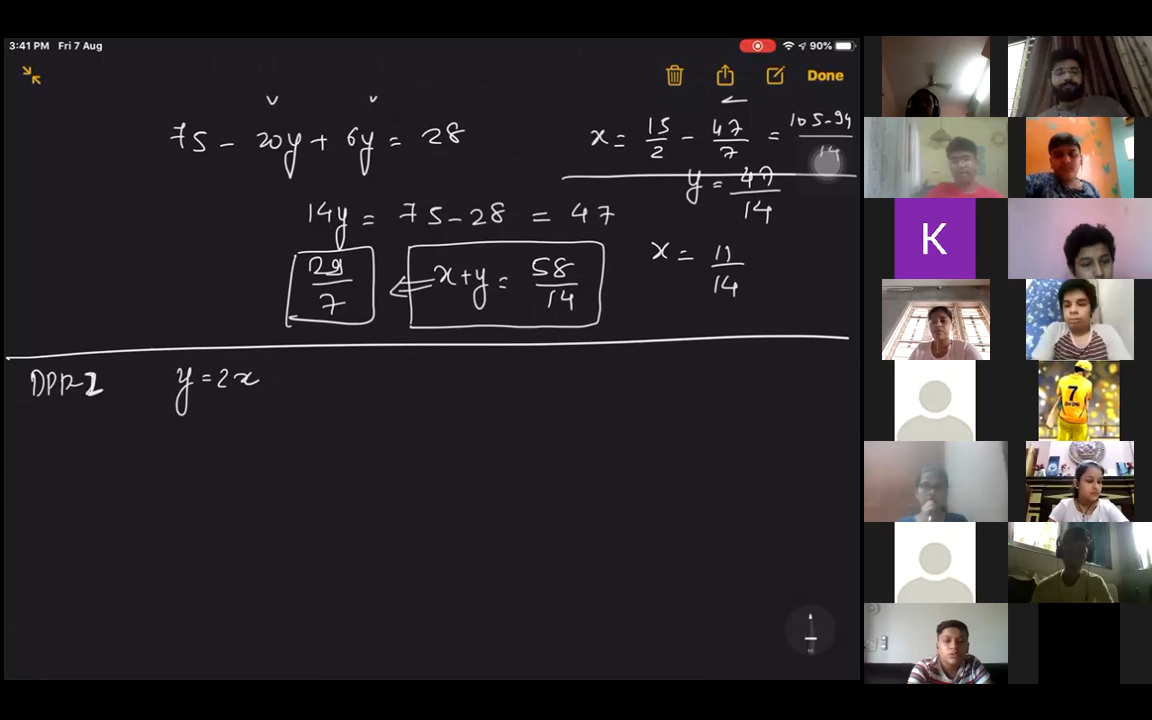 3:41 PM Fri 7 Aug
90%
Done
75 - 20y + 6y = 28
x = 15/2 - 47/7 = 105-94/14
y = 47/14
14y = 75-28 = 47
x = 11/14
29/7 ⇐ x+y = 58/14
DPP-2 y = 2x
K
7